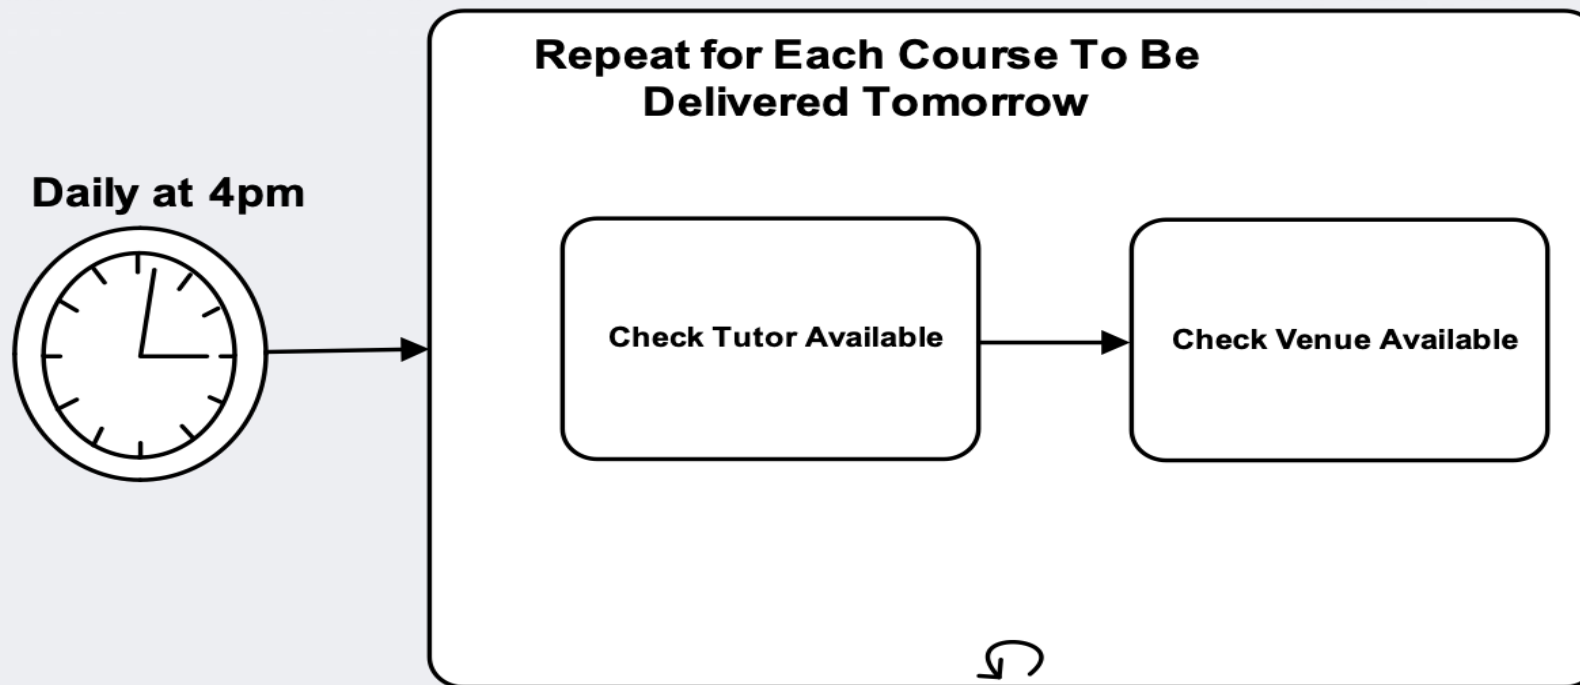 Repeat for Each Course To Be
Delivered Tomorrow
Daily at 4pm
Check Tutor Available
Check Venue Available